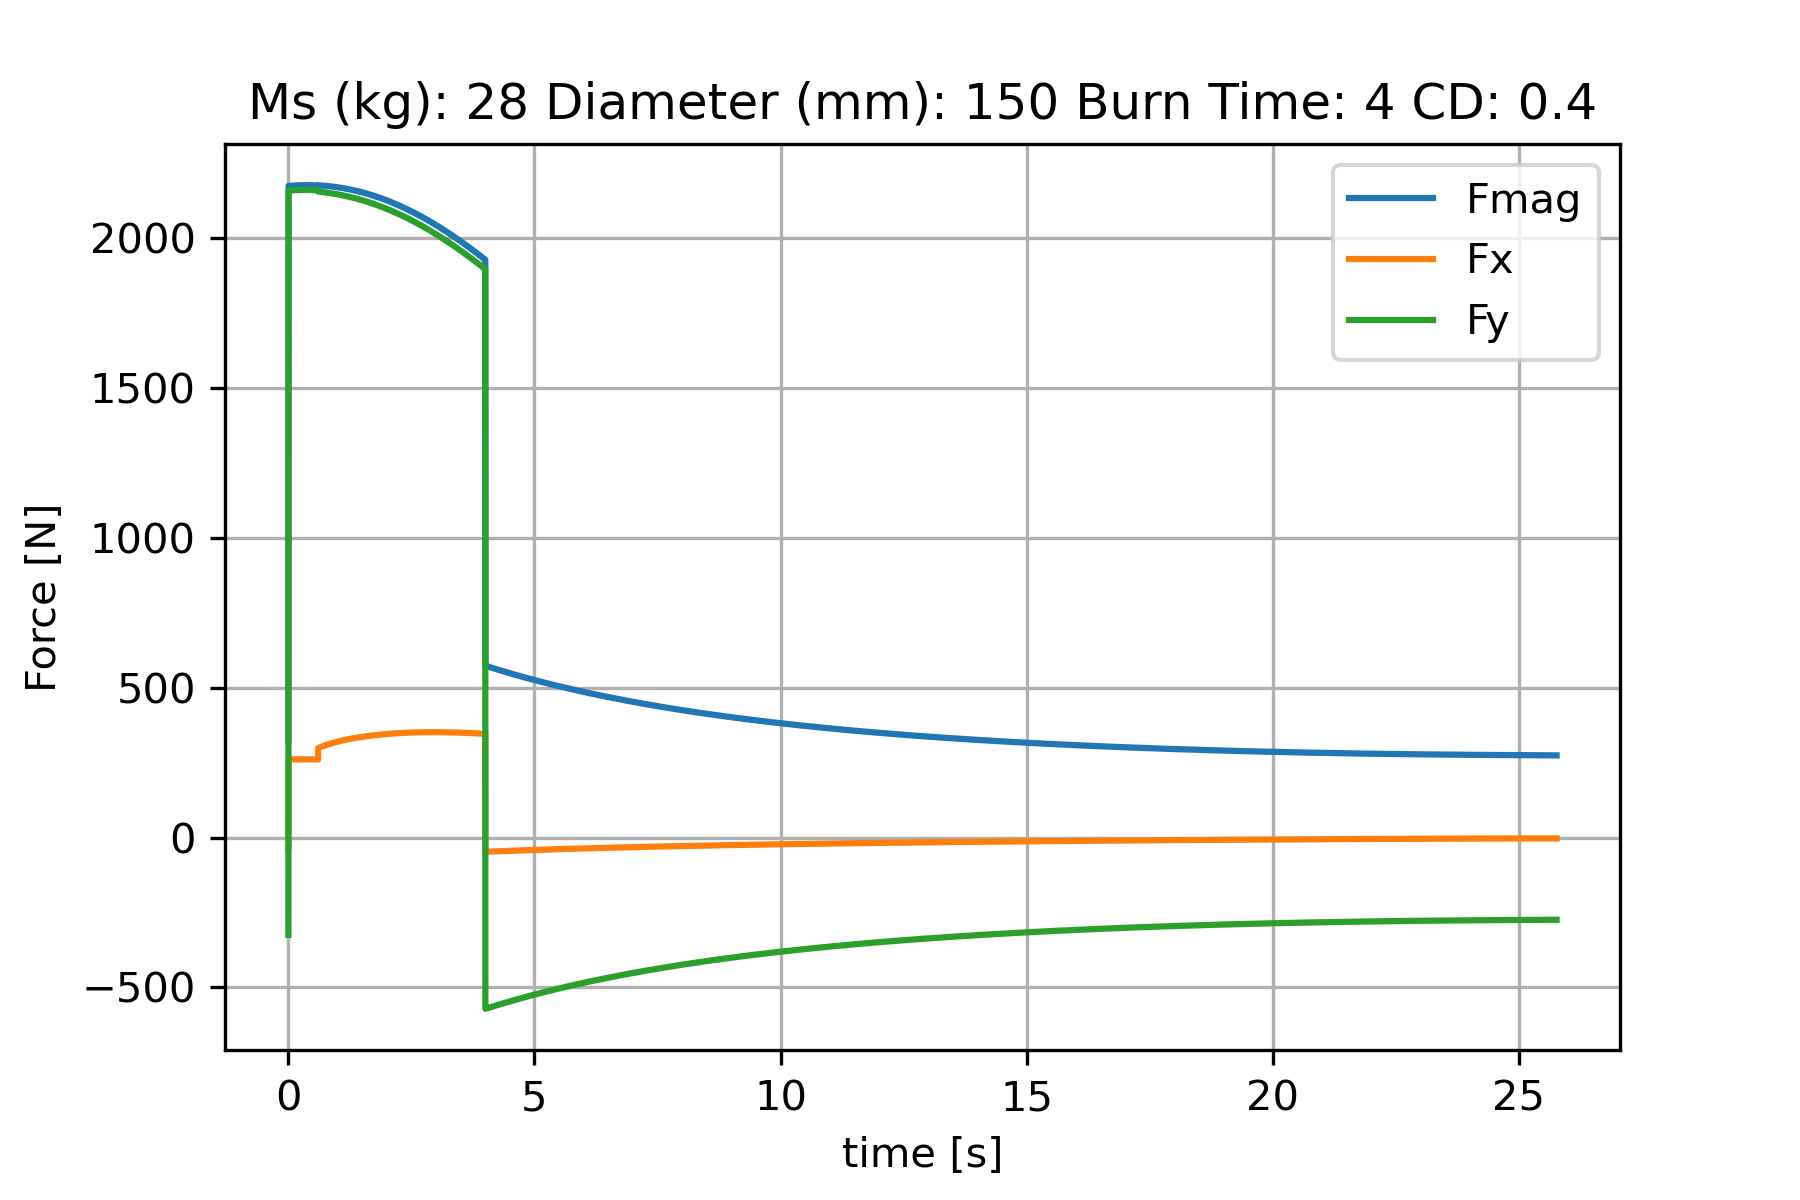 Ms (kg): 28 Diameter (mm): 150 Burn Time: 4 CD: 0.4
Fmag
Fx
Fy
2000
1500
1000
500
0
−500
Force [N]
0 5 10 15 20 25
time [s]